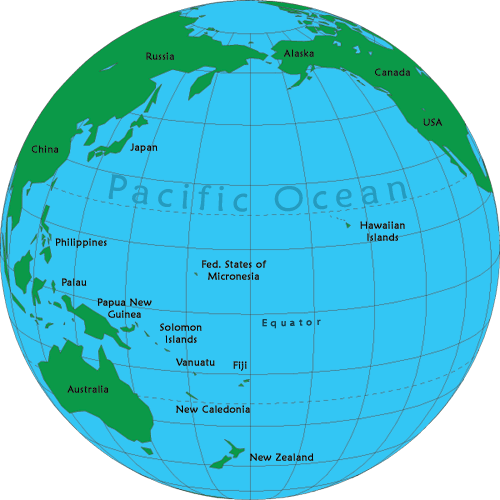 Russia
Alaska
Canada
USA
China
Japan
Pacific Ocean
Hawaiian
Islands
Philippines
Fed. States of
Micronesia
Palau
Papua New
Guinea
Equator
Solomon
Islands
Vanuatu
Fiji
Australia
New Caledonia
New Zealand